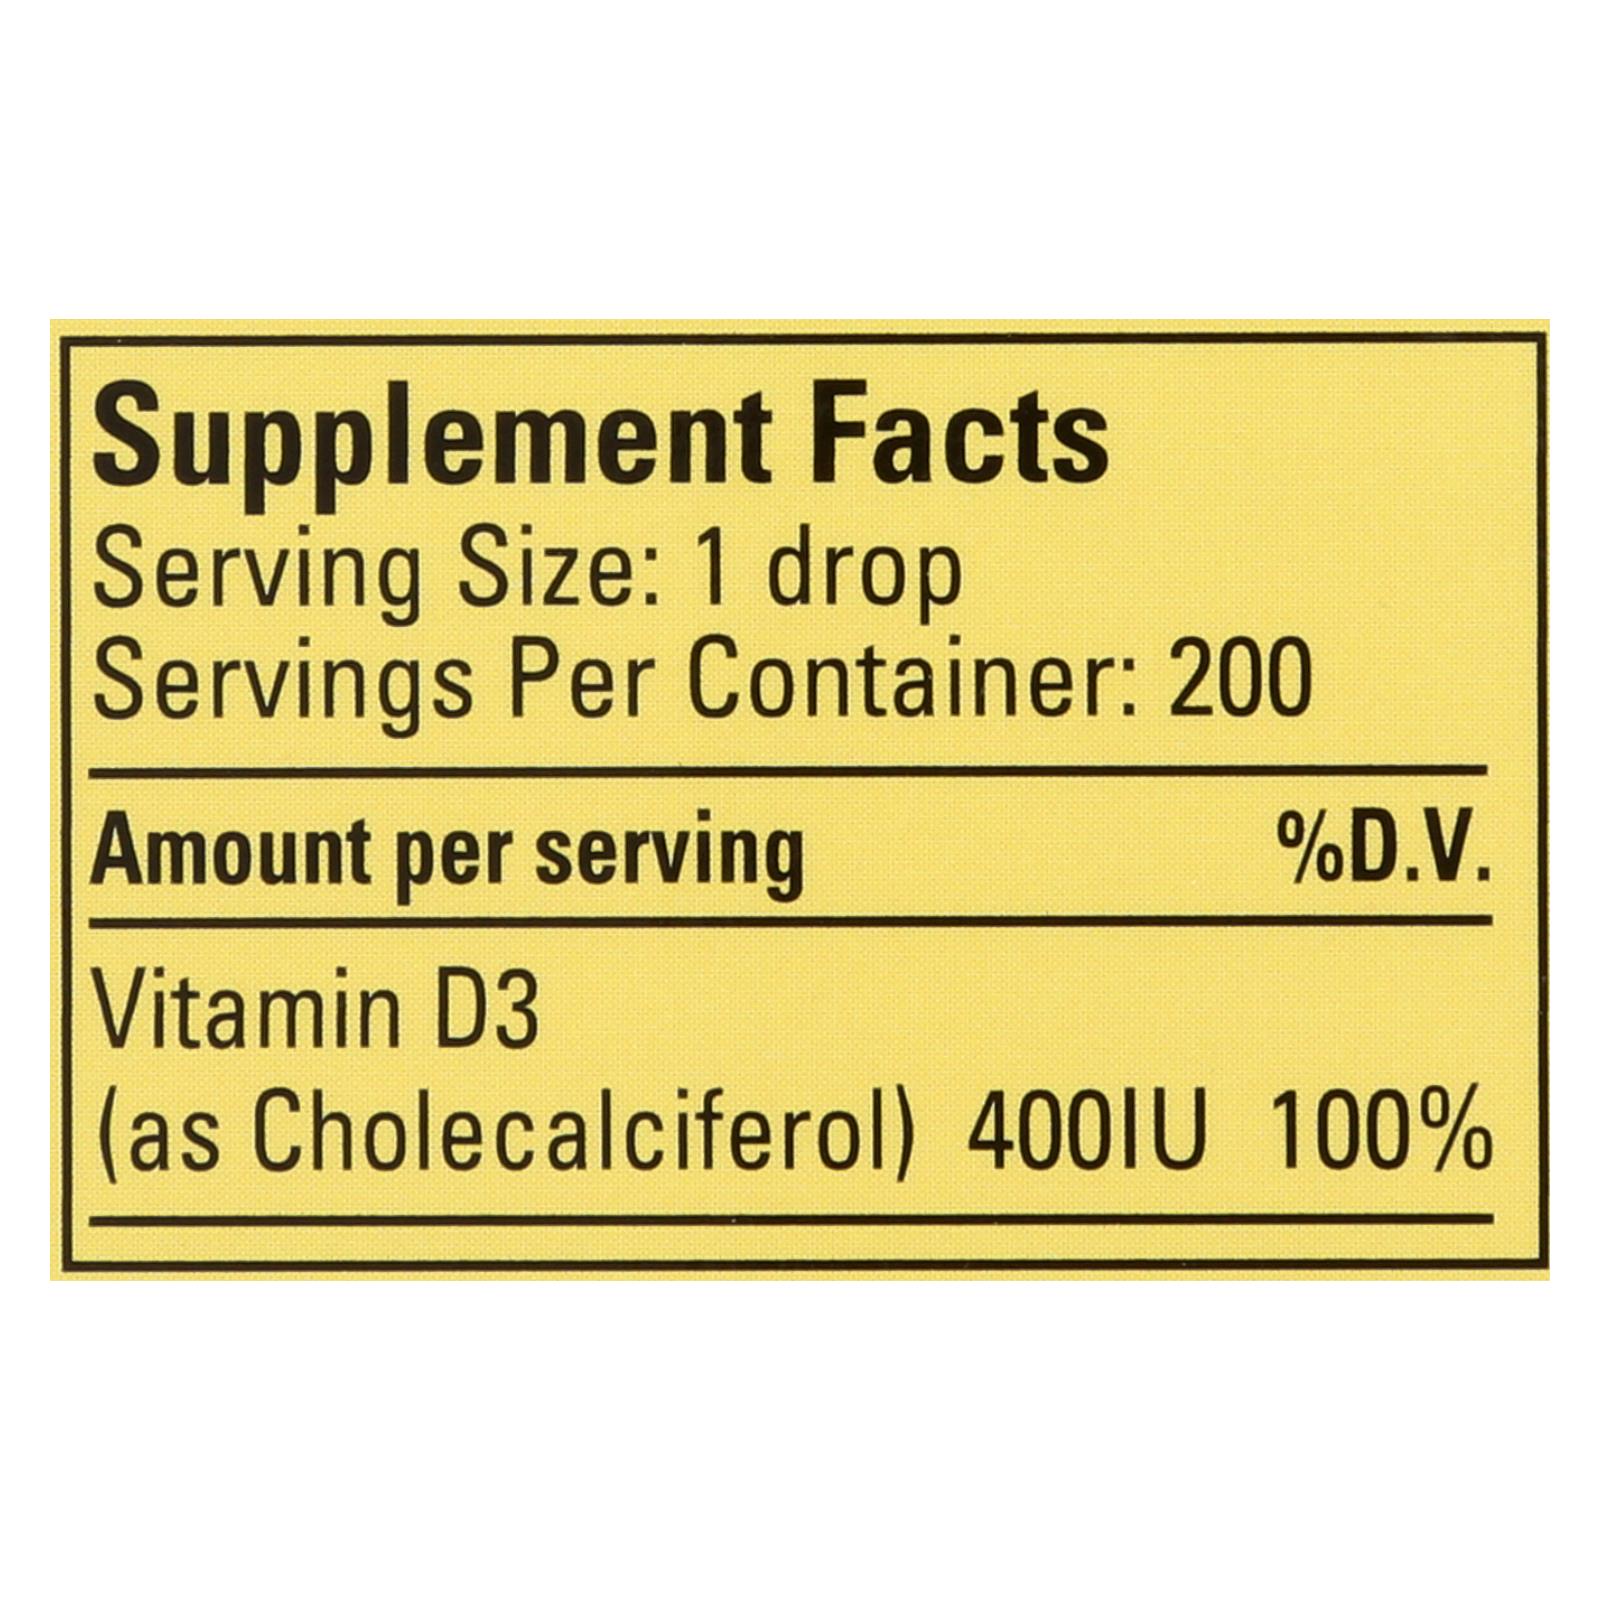 Supplement Facts
Serving Size: 1 drop
Servings Per Container: 200
Amount per serving %D.V.
Vitamin D3
(as Cholecalciferol) 400IU 100%